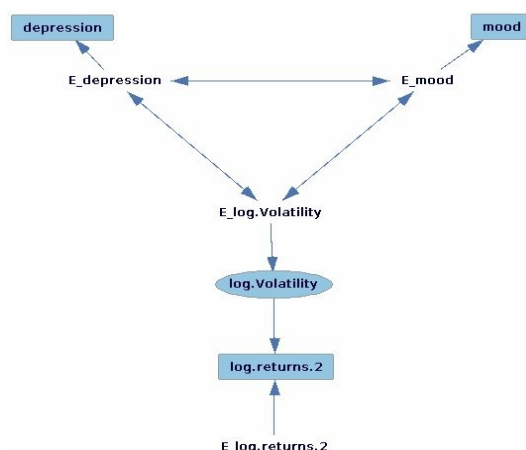 depression
mood
E_depression
E_mood
E_log.Volatility
log.Volatility
log.returns.2
E_log.returns.2